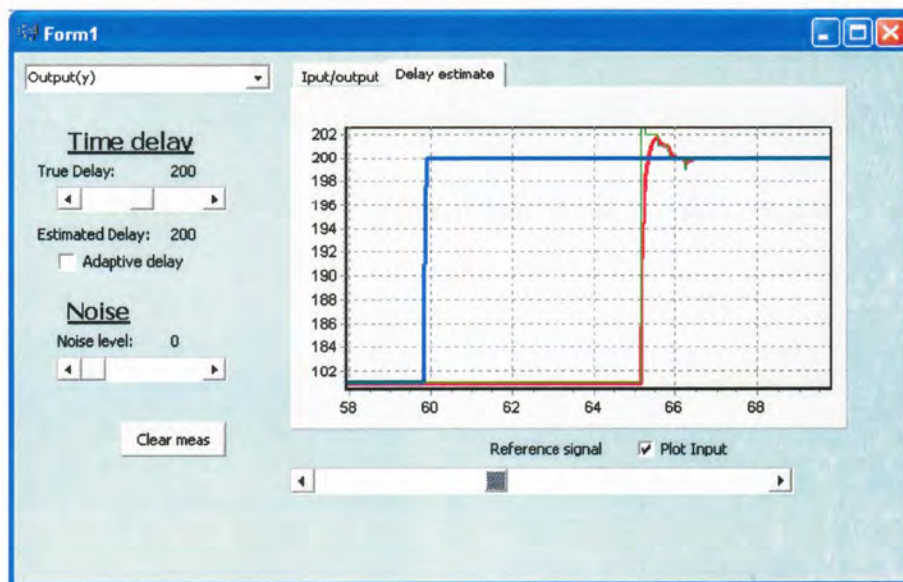 Form1
Output(y)
Iput/output
Delay estimate
Time delay
True Delay: 200
Estimated Delay: 200
Adaptive delay
Noise
Noise level: 0
Clear meas
202
200
198
196
194
192
190
188
186
184
102
58 60 62 64 66 68
Reference signal
Plot Input